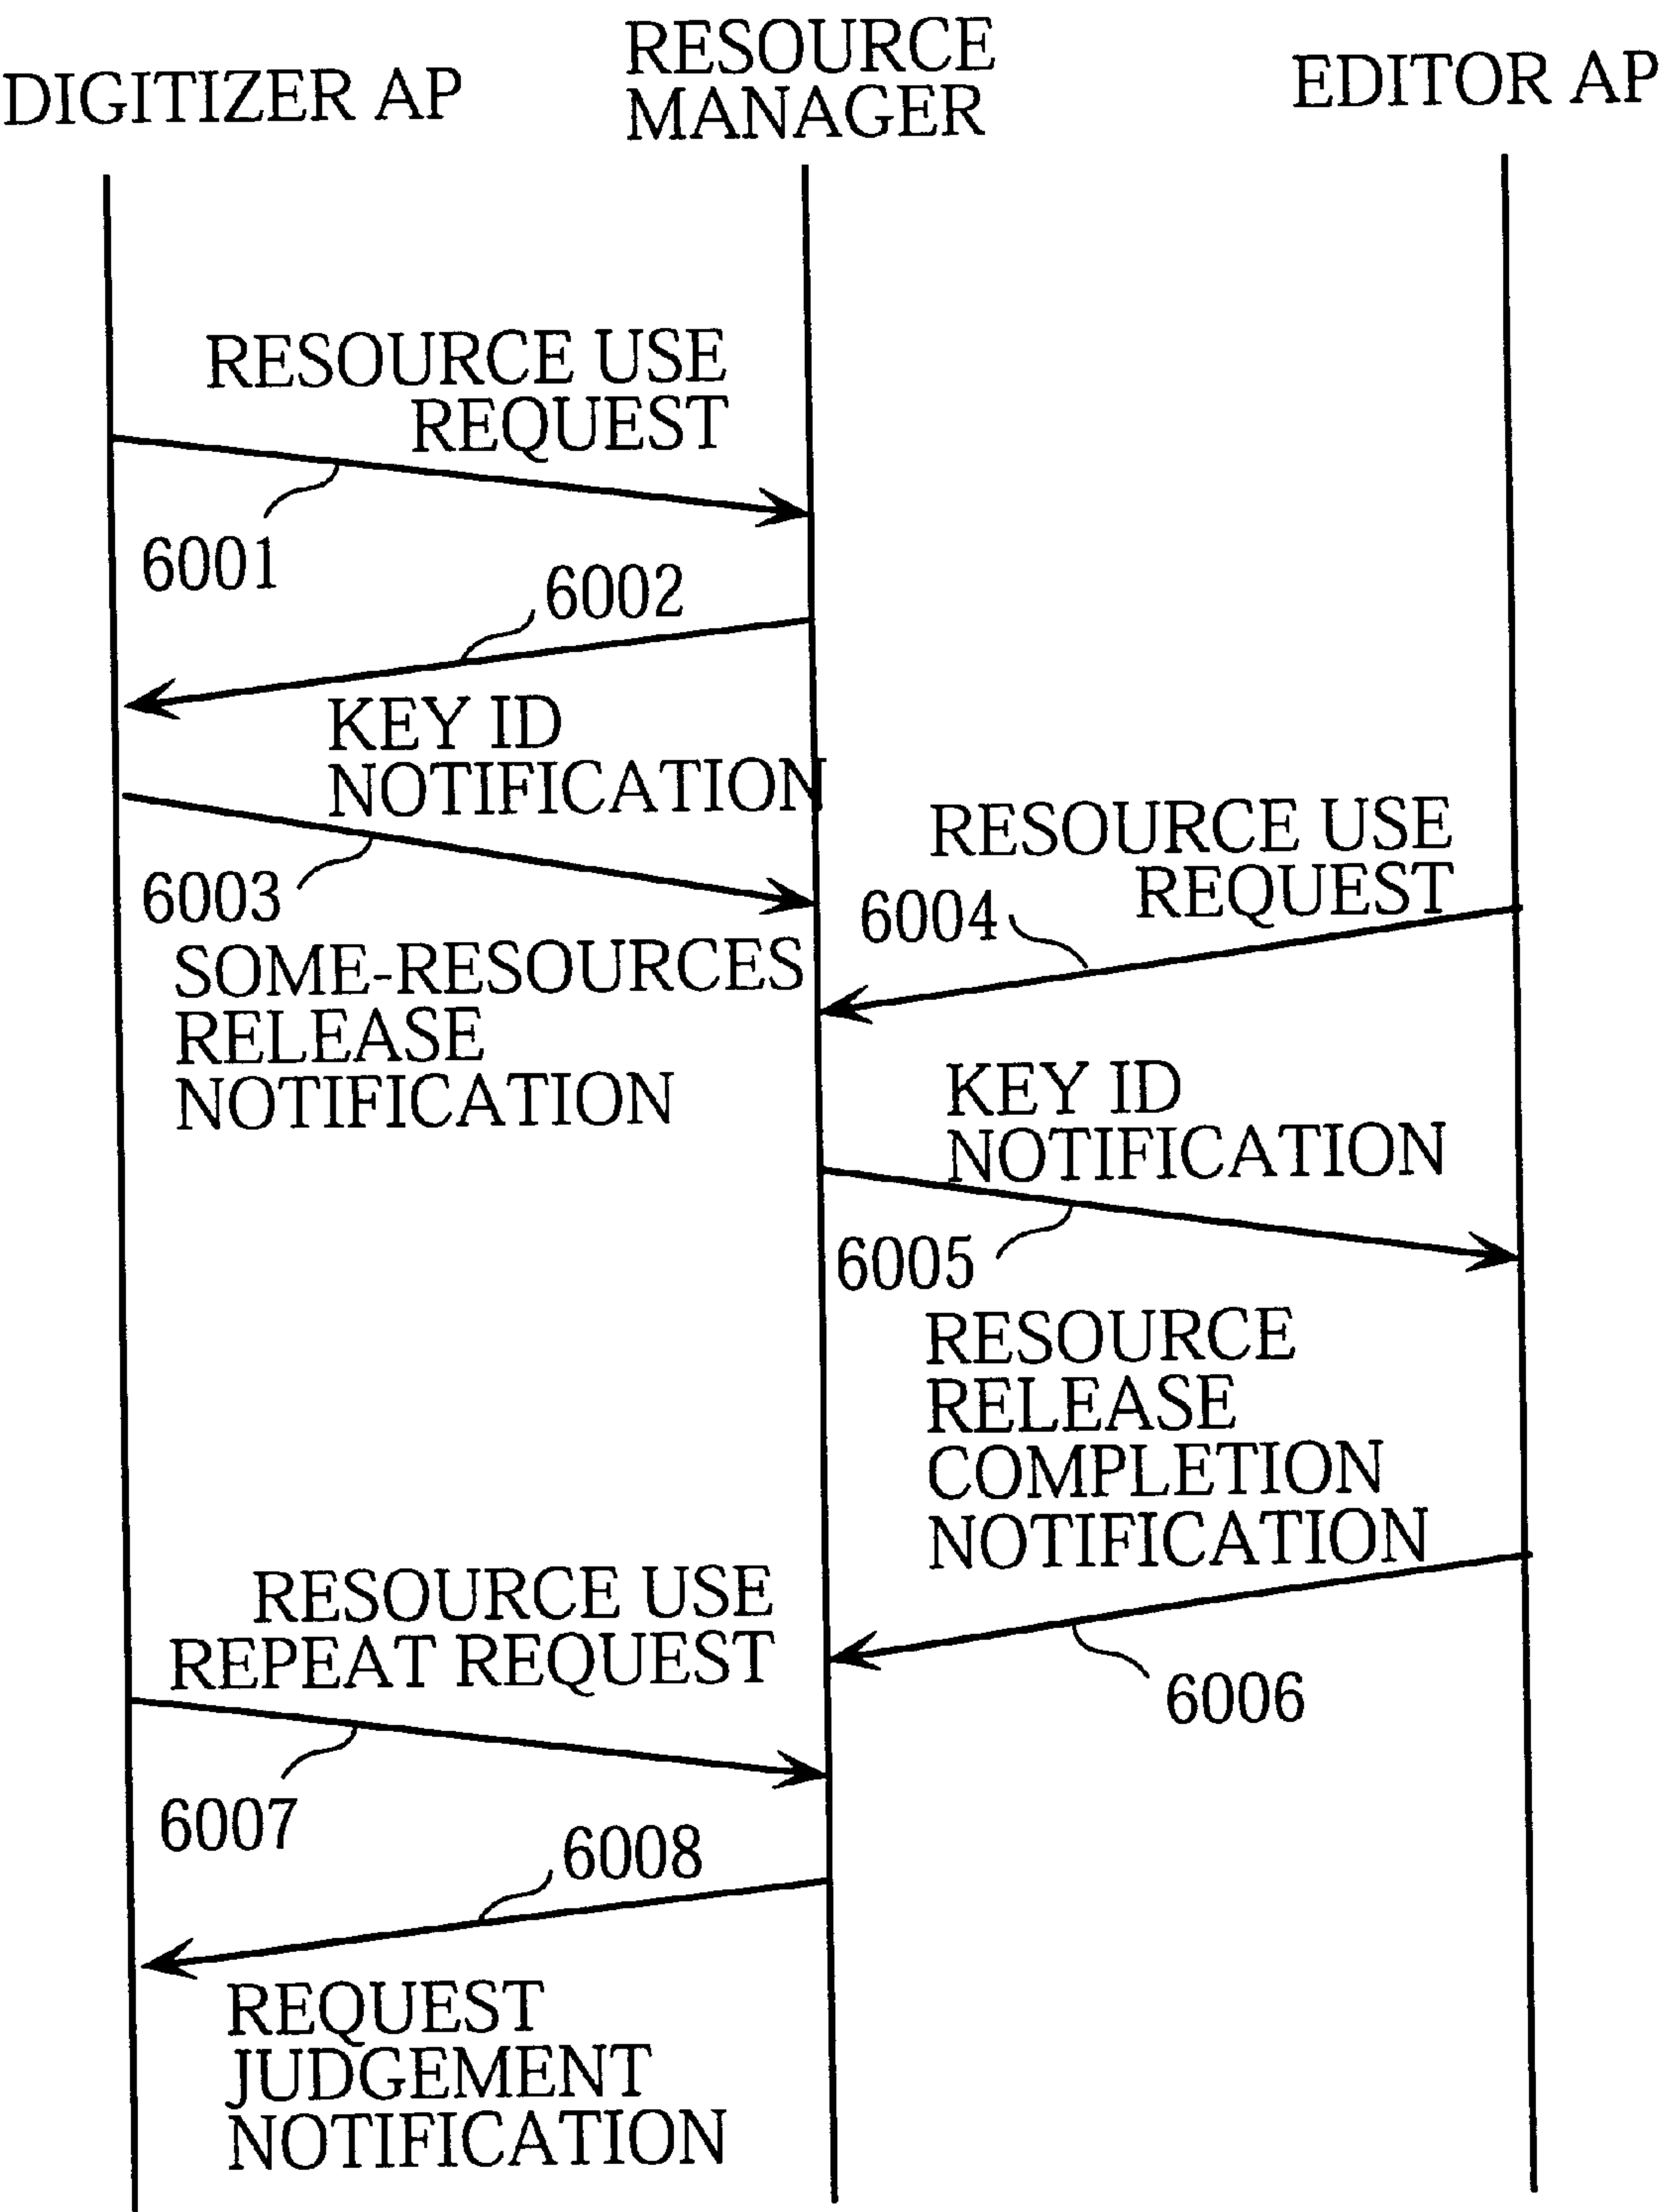 DIGITIZER AP
RESOURCE
MANAGER
EDITOR AP
RESOURCE USE
REQUEST
6001
6002
KEY ID
NOTIFICATION
6003
SOME-RESOURCES
RELEASE
NOTIFICATION
RESOURCE USE
REQUEST
6004
KEY ID
NOTIFICATION
6005
RESOURCE
RELEASE
COMPLETION
NOTIFICATION
6006
RESOURCE USE
REPEAT REQUEST
6007
6008
REQUEST
JUDGEMENT
NOTIFICATION